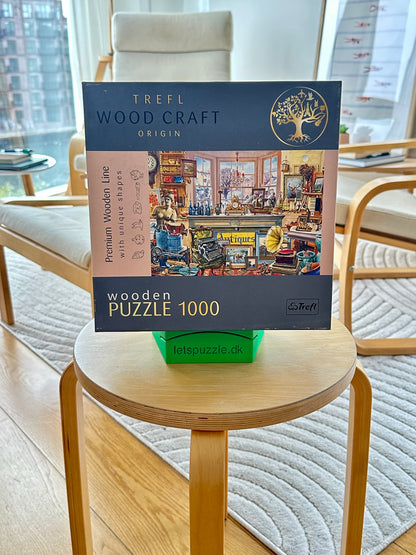 TREFL
WOOD CRAFT
ORIGIN
Premium Wooden Line
with unique shapes
Antiques
wooden
PUZZLE 1000
Trefl
letspuzzle.dk